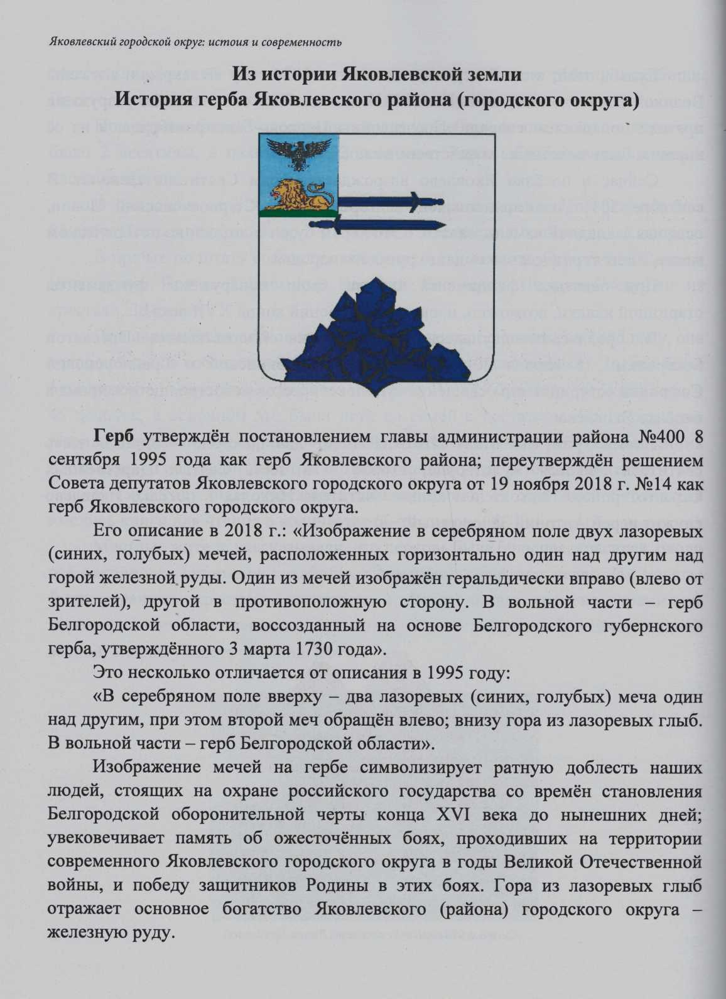 Яковлевский городской округ: истоия и современность
Из истории Яковлевской земли
История герба Яковлевского района (городского округа)
Герб утверждён постановлением главы администрации района №400 8
сентября 1995 года как герб Яковлевского района; переутверждён решением
Совета депутатов Яковлевского городского округа от 19 ноября 2018 г. №14 как
герб Яковлевского городского округа.
Его описание в 2018 г.: «Изображение в серебряном поле двух лазоревых
(синих, голубых) мечей, расположенных горизонтально один над другим над
горой железной руды. Один из мечей изображён геральдически вправо (влево от
зрителей), другой в противоположную сторону. В вольной части – герб
Белгородской области, воссозданный на основе Белгородского губернского
герба, утверждённого 3 марта 1730 года».
Это несколько отличается от описания в 1995 году:
«В серебряном поле вверху – два лазоревых (синих, голубых) меча один
над другим, при этом второй меч обращён влево; внизу гора из лазоревых глыб.
В вольной части – герб Белгородской области».
Изображение мечей на гербе символизирует ратную доблесть наших
людей, стоящих на охране российского государства со времён становления
Белгородской оборонительной черты конца XVI века до нынешних дней;
увековечивает память об ожесточённых боях, проходивших на территории
современного Яковлевского городского округа в годы Великой Отечественной
войны, и победу защитников Родины в этих боях. Гора из лазоревых глыб
отражает основное богатство Яковлевского (района) городского округа –
железную руду.